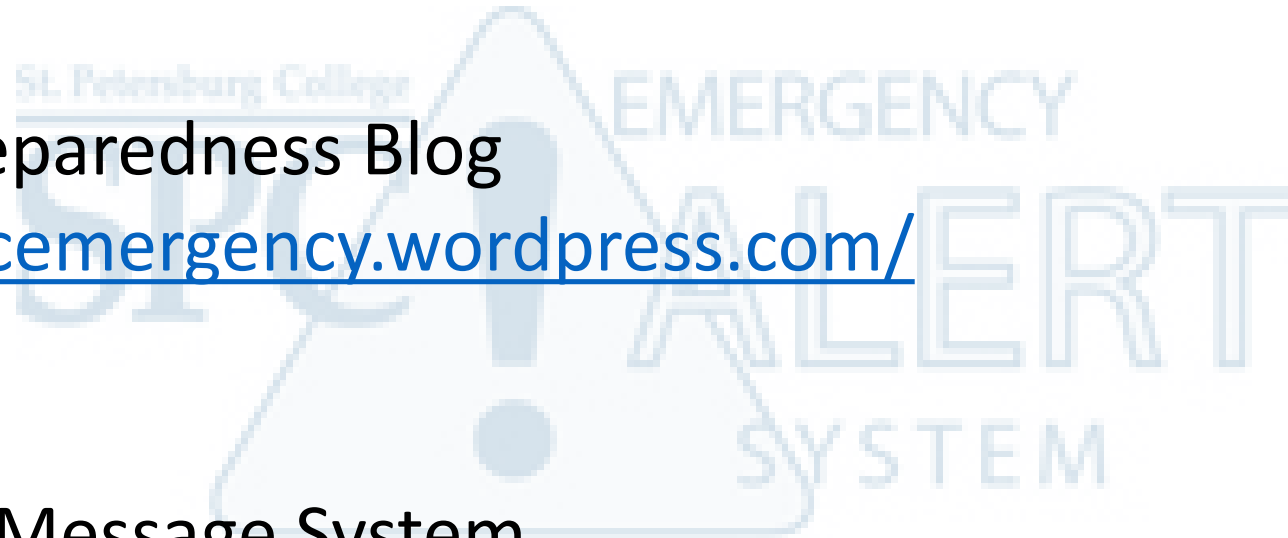 St. Petersburg College
SPC
EMERGENCY
ALERT
SYSTEM
eparedness Blog
cemergency.wordpress.com/
Message System